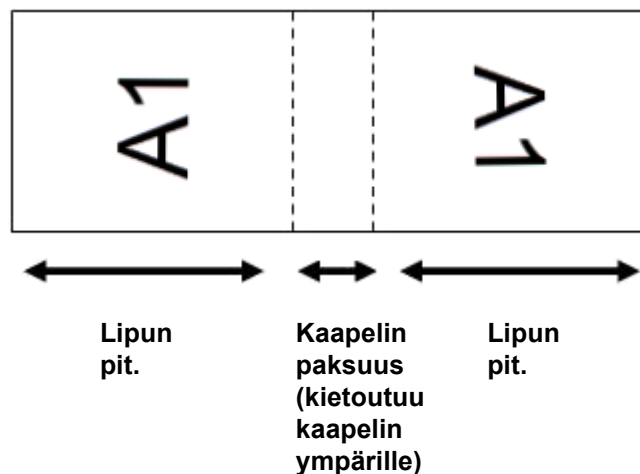 A1
A1
Lipun
pit.
Kaapelin
paksuus
(kietoutuu
kaapelin
ympärille)
Lipun
pit.